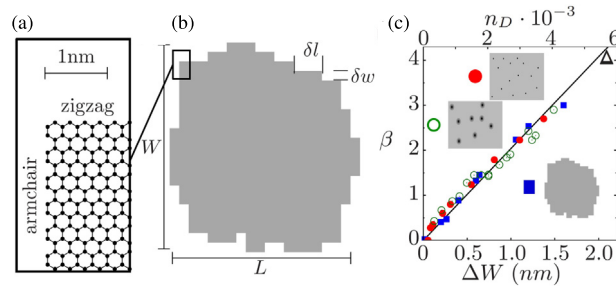 (a)
1nm
zigzag
armchair
(b)
δl
δw
W
L
(c)
n_D · 10⁻³
0 2 4 6
Δ
β
4
3
2
1
0
0 0.5 1.0 1.5 2.0
ΔW (nm)